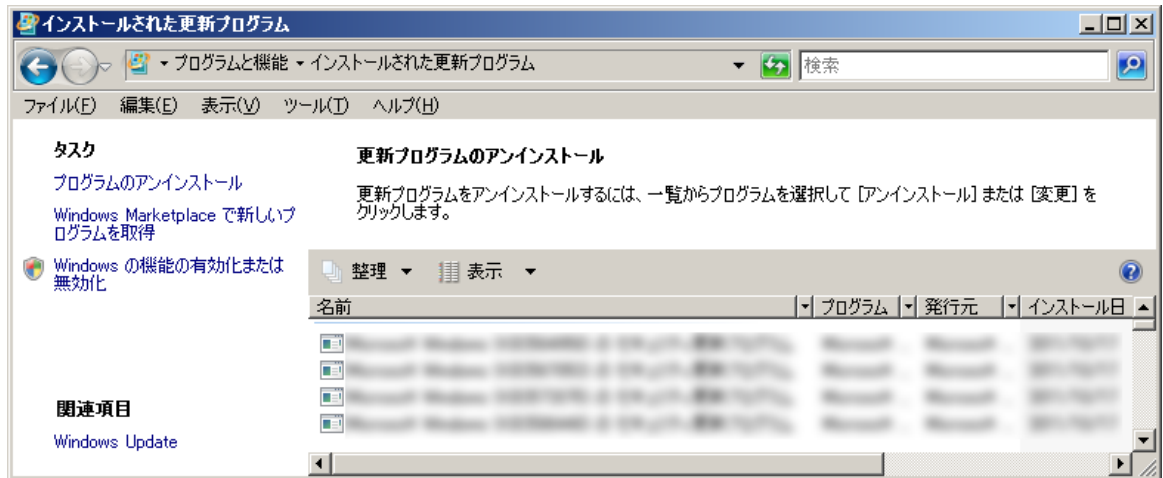 インストールされた更新プログラム
プログラムと機能 インストールされた更新プログラム
検索
ファイル(F) 編集(E) 表示(V) ツール(T) ヘルプ(H)
タスク
プログラムのアンインストール
Windows Marketplace で新しいプ
ログラムを取得
Windows の機能の有効化または
無効化
関連項目
Windows Update
更新プログラムのアンインストール
更新プログラムをアンインストールするには、一覧からプログラムを選択して [アンインストール] または [変更] を
クリックします。
整理 表示
名前 プログラム 発行元 インストール日